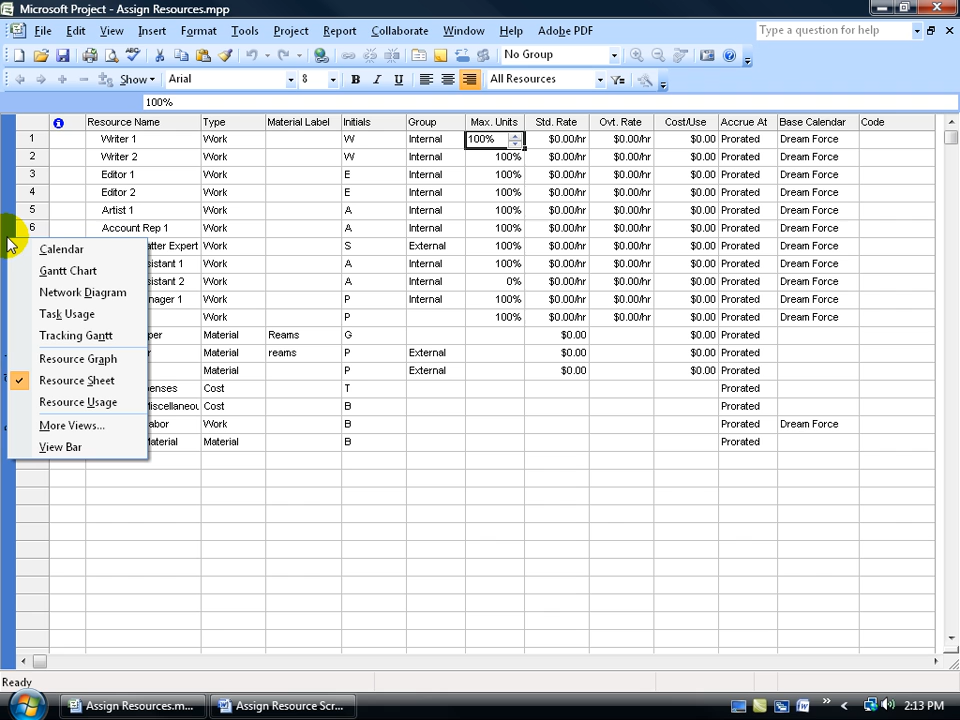 Microsoft Project - Assign Resources.mpp
File Edit View Insert Format Tools Project Report Collaborate Window Help Adobe PDF Type a question for help
No Group
Show Arial 8 B I U All Resources
100%
Resource Name Type Material Label Initials Group Max. Units Std. Rate Ovt. Rate Cost/Use Accrue At Base Calendar Code
1 Writer 1 Work W Internal 100% $0.00/hr $0.00/hr $0.00 Prorated Dream Force
2 Writer 2 Work W Internal 100% $0.00/hr $0.00/hr $0.00 Prorated Dream Force
3 Editor 1 Work E Internal 100% $0.00/hr $0.00/hr $0.00 Prorated Dream Force
4 Editor 2 Work E Internal 100% $0.00/hr $0.00/hr $0.00 Prorated Dream Force
5 Artist 1 Work A Internal 100% $0.00/hr $0.00/hr $0.00 Prorated Dream Force
6 Account Rep 1 Work A Internal 100% $0.00/hr $0.00/hr $0.00 Prorated Dream Force
atter Expert Work S External 100% $0.00/hr $0.00/hr $0.00 Prorated Dream Force
sistant 1 Work A Internal 100% $0.00/hr $0.00/hr $0.00 Prorated Dream Force
sistant 2 Work A Internal 0% $0.00/hr $0.00/hr $0.00 Prorated Dream Force
nager 1 Work P Internal 100% $0.00/hr $0.00/hr $0.00 Prorated Dream Force
Work P 100% $0.00/hr $0.00/hr $0.00 Prorated Dream Force
per Material Reams G $0.00 $0.00 Prorated
r Material reams P External $0.00 $0.00 Prorated
Material P External $0.00 $0.00 Prorated
enses Cost T Prorated
iscellaneou Cost B Prorated
abor Work B Prorated Dream Force
Material Material B Prorated
Calendar
Gantt Chart
Network Diagram
Task Usage
Tracking Gantt
Resource Graph
Resource Sheet
Resource Usage
More Views...
View Bar
Ready
Assign Resources.m... Assign Resource Scr... 2:13 PM